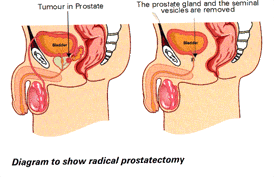 Tumour in Prostate
The prostate gland and the seminal
vesicles are removed
Bladder
Bladder
Diagram to show radical prostatectomy